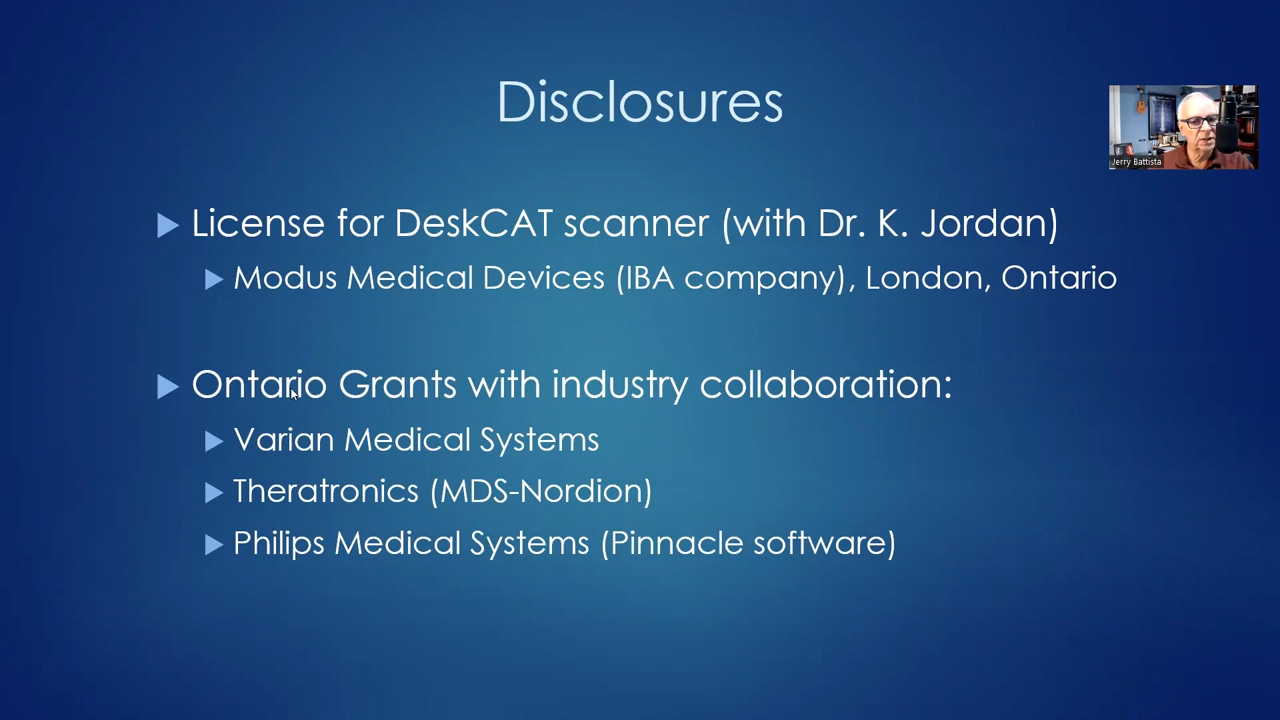 Disclosures
Jerry Battista
License for DeskCAT scanner (with Dr. K. Jordan)
Modus Medical Devices (IBA company), London, Ontario
Ontario Grants with industry collaboration:
Varian Medical Systems
Theratronics (MDS-Nordion)
Philips Medical Systems (Pinnacle software)